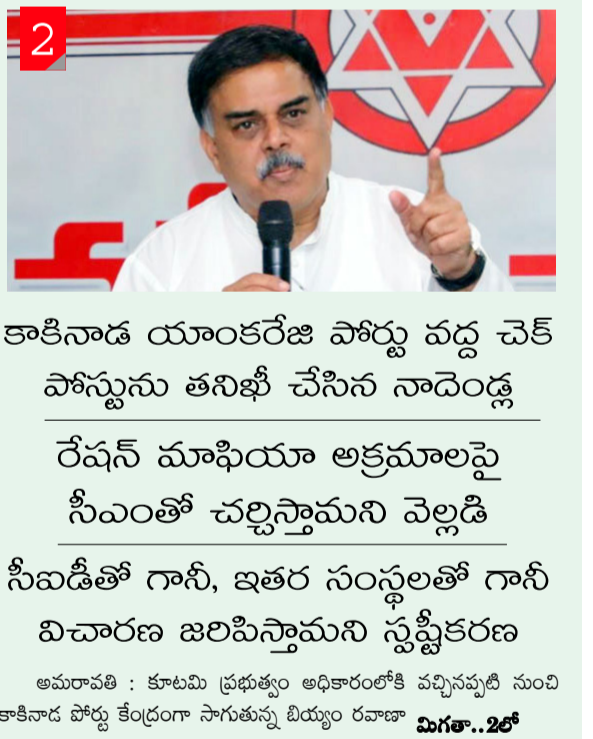 2
కాకినాడ యాంకరేజి పోర్టు వద్ద చెక్
పోస్టును తనిఖీ చేసిన నాదెండ్ల
రేషన్ మాఫియా అక్రమాలపై
సీఎంతో చర్చిస్తామని వెల్లడి
సీఐడీతో గానీ, ఇతర సంస్థలతో గానీ
విచారణ జరిపిస్తామని స్పష్టీకరణ
అమరావతి : కూటమి ప్రభుత్వం అధికారంలోకి వచ్చినప్పటి నుంచి
కాకినాడ పోర్టు కేంద్రంగా సాగుతున్న బియ్యం రవాణా మిగతా..2లో